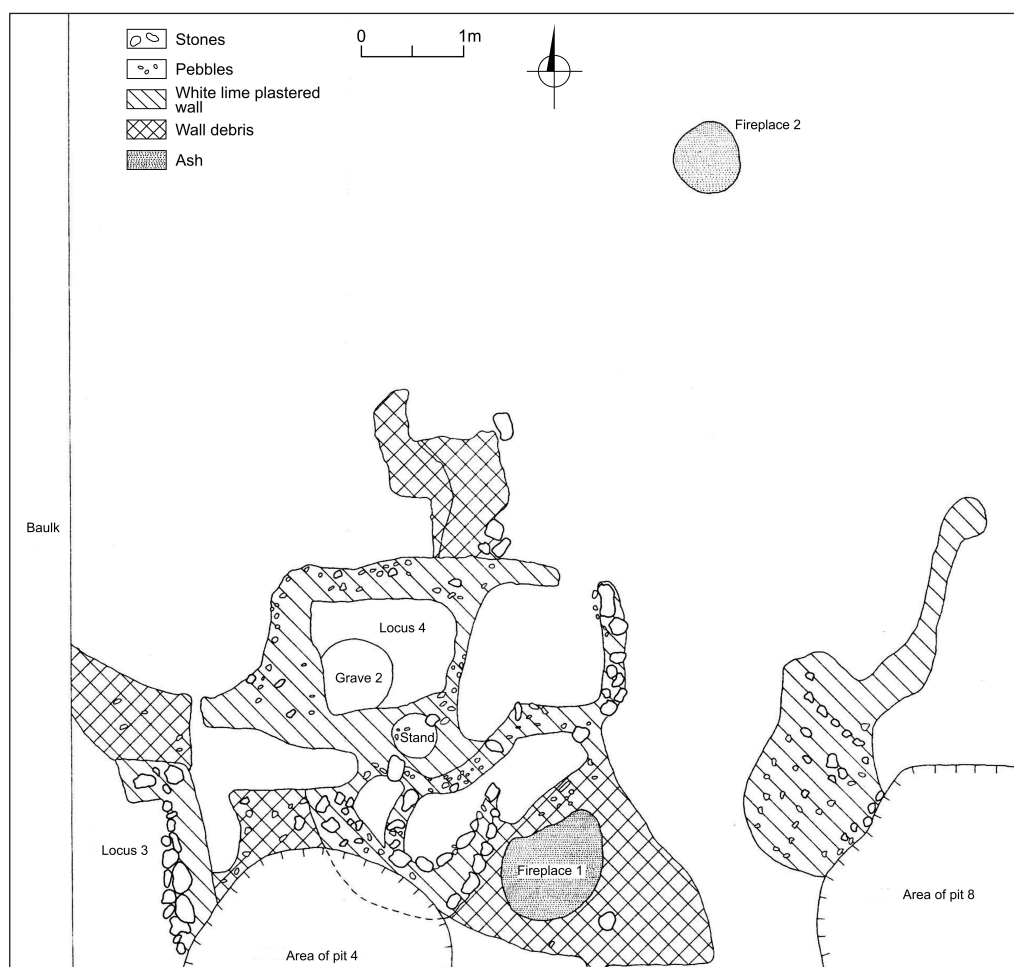 Stones
Pebbles
White lime plastered
wall
Wall debris
Ash
0 1m
Fireplace 2
Baulk
Locus 4
Grave 2
Stand
Locus 3
Fireplace 1
Area of pit 8
Area of pit 4